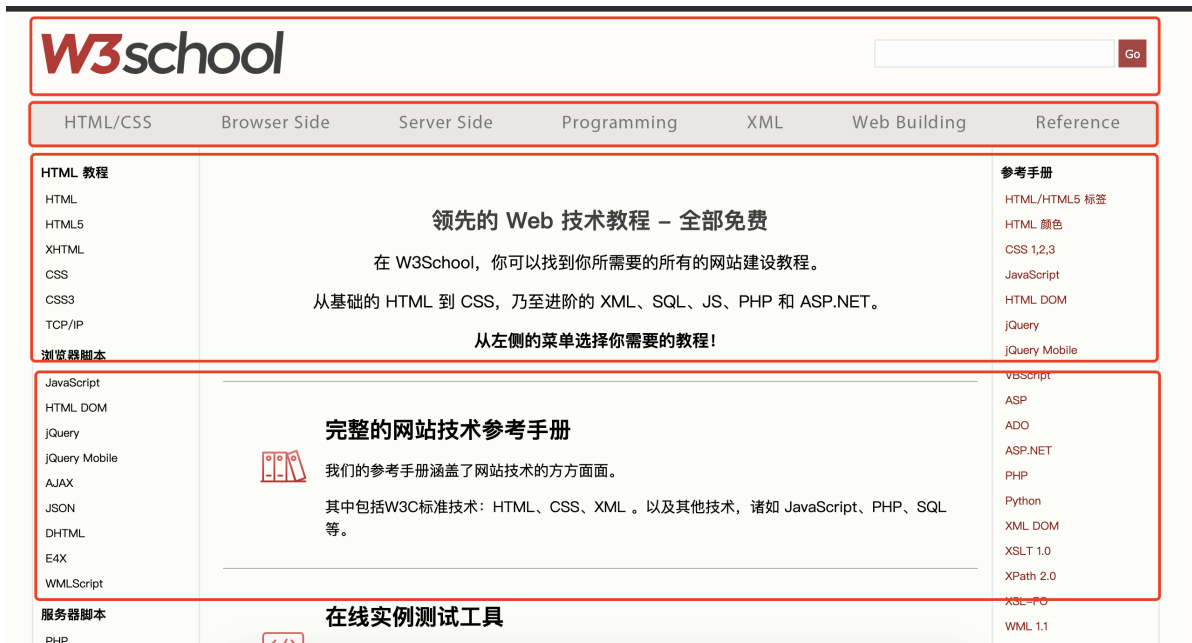 W3school
Go
HTML/CSS Browser Side Server Side Programming XML Web Building Reference
HTML 教程
HTML
HTML5
XHTML
CSS
CSS3
TCP/IP
浏览器脚本
JavaScript
HTML DOM
jQuery
jQuery Mobile
AJAX
JSON
DHTML
E4X
WMLScript
服务器脚本
PHP
领先的 Web 技术教程 – 全部免费
在 W3School，你可以找到你所需要的所有的网站建设教程。
从基础的 HTML 到 CSS，乃至进阶的 XML、SQL、JS、PHP 和 ASP.NET。
从左侧的菜单选择你需要的教程！
完整的网站技术参考手册
我们的参考手册涵盖了网站技术的方方面面。
其中包括W3C标准技术：HTML、CSS、XML 。以及其他技术，诸如 JavaScript、PHP、SQL
等。
在线实例测试工具
参考手册
HTML/HTML5 标签
HTML 颜色
CSS 1,2,3
JavaScript
HTML DOM
jQuery
jQuery Mobile
VBScript
ASP
ADO
ASP.NET
PHP
Python
XML DOM
XSLT 1.0
XPath 2.0
XSL-FO
WML 1.1